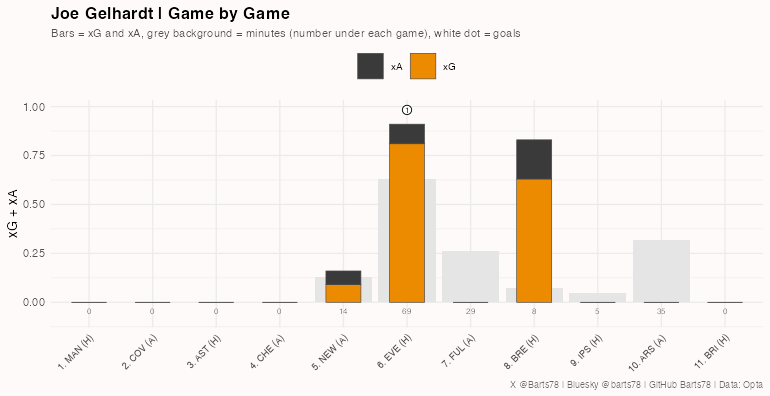 Joe Gelhardt | Game by Game
Bars = xG and xA, grey background = minutes (number under each game), white dot = goals
xA xG
1.00
0.75
0.50
0.25
0.00
xG + xA
1
0 0 0 0 14 69 29 8 5 35 0
1. MAN (H)
2. COV (A)
3. AST (H)
4. CHE (A)
5. NEW (A)
6. EVE (H)
7. FUL (A)
8. BRE (H)
9. IPS (H)
10. ARS (A)
11. BRI (H)
X @Barts78 | Bluesky @barts78 | GitHub Barts78 | Data: Opta